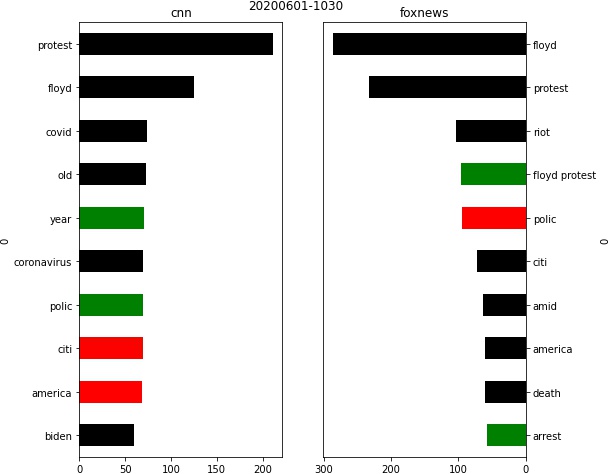 20200601-1030
cnn
foxnews
protest
floyd
covid
old
year
coronavirus
polic
citi
america
biden
0
0 50 100 150 200
floyd
protest
riot
floyd protest
polic
citi
amid
america
death
arrest
0
300 200 100 0